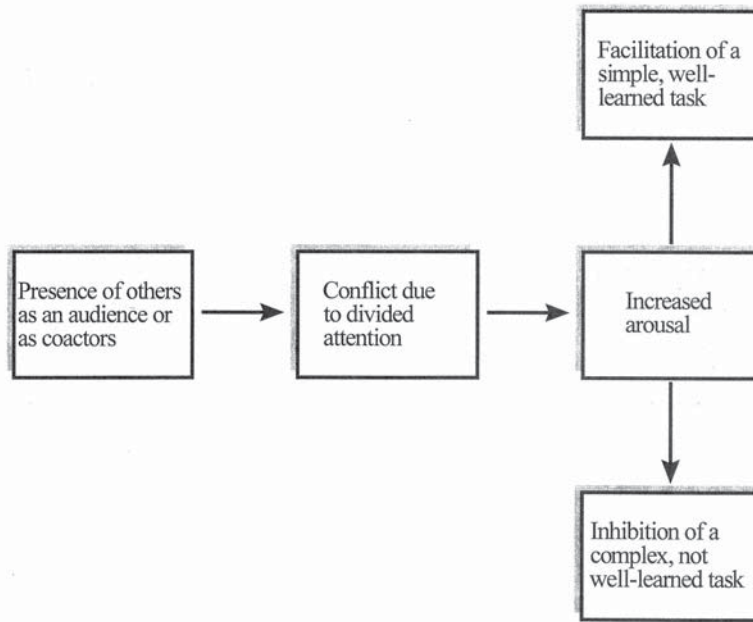 Facilitation of a
simple, well-
learned task
Presence of others
as an audience or
as coactors
Conflict due
to divided
attention
Increased
arousal
Inhibition of a
complex, not
well-learned task